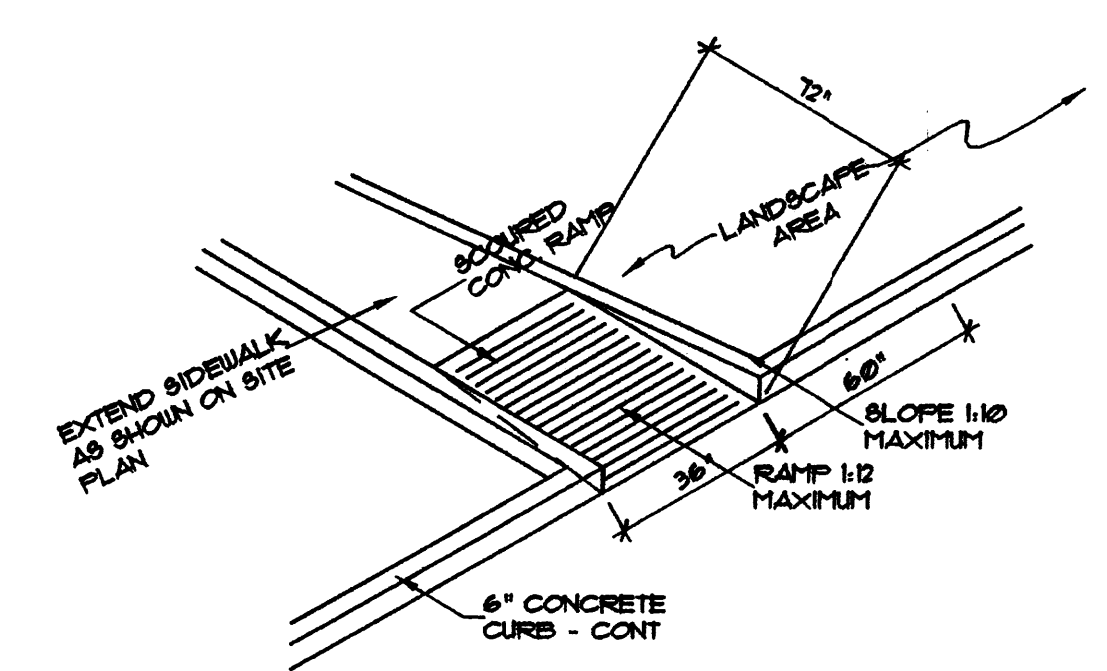 72"
LANDSCAPE
AREA
SCOURED
CONC. RAMP
EXTEND SIDEWALK
AS SHOWN ON SITE
PLAN
60"
SLOPE 1:10
MAXIMUM
36"
RAMP 1:12
MAXIMUM
6" CONCRETE
CURB - CONT